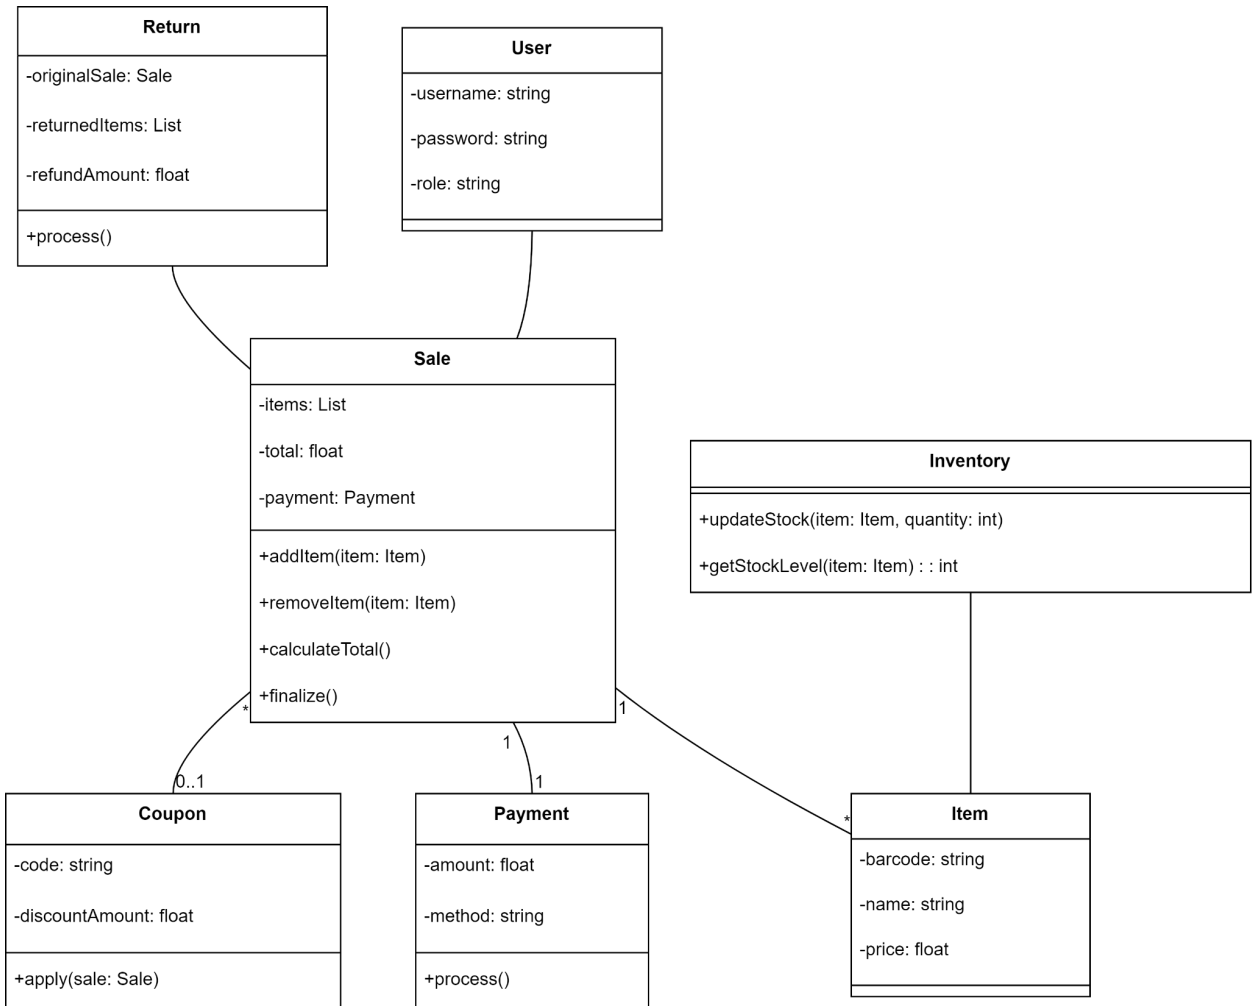 Return
-originalSale: Sale
-returnedItems: List
-refundAmount: float
+process()
User
-username: string
-password: string
-role: string
Sale
-items: List
-total: float
-payment: Payment
+addItem(item: Item)
+removeItem(item: Item)
+calculateTotal()
+finalize()
Inventory
+updateStock(item: Item, quantity: int)
+getStockLevel(item: Item) : : int
*
1
1
0..1
1
*
Coupon
-code: string
-discountAmount: float
+apply(sale: Sale)
Payment
-amount: float
-method: string
+process()
Item
-barcode: string
-name: string
-price: float